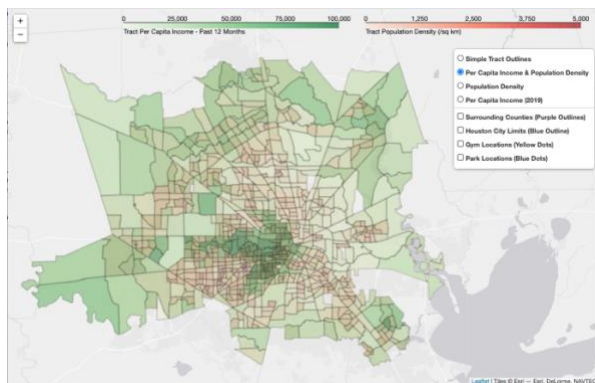 +
−
0 25,000 50,000 75,000 100,000
Tract Per Capita Income - Past 12 Months
0 1,250 2,500 3,750 5,000
Tract Population Density (/sq km)
Simple Tract Outlines
Per Capita Income & Population Density
Population Density
Per Capita Income (2019)
Surrounding Counties (Purple Outlines)
Houston City Limits (Blue Outline)
Gym Locations (Yellow Dots)
Park Locations (Blue Dots)
Leaflet | Tiles © Esri — Esri, DeLorme, NAVTEQ